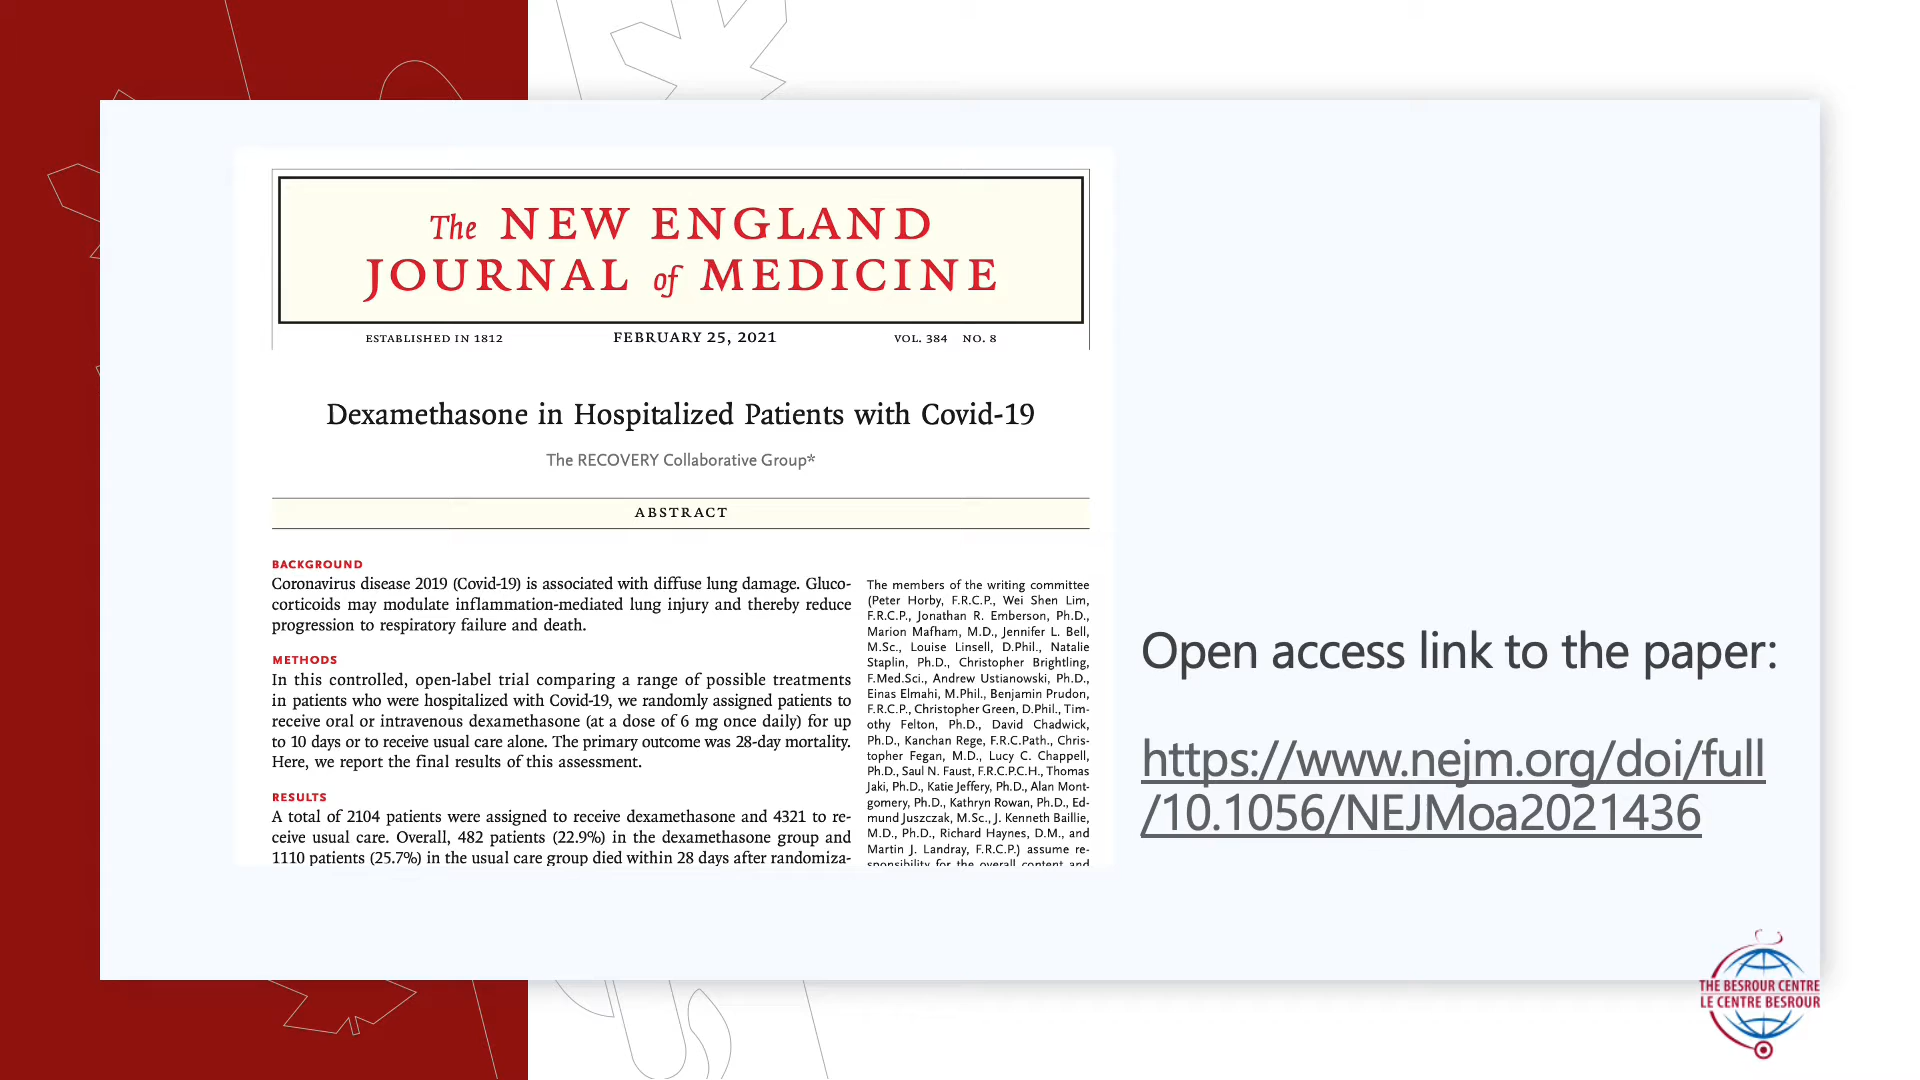 The NEW ENGLAND
JOURNAL of MEDICINE
ESTABLISHED IN 1812 FEBRUARY 25, 2021 VOL. 384 NO. 8
Dexamethasone in Hospitalized Patients with Covid-19
The RECOVERY Collaborative Group*
ABSTRACT
BACKGROUND
Coronavirus disease 2019 (Covid-19) is associated with diffuse lung damage. Gluco-
corticoids may modulate inflammation-mediated lung injury and thereby reduce
progression to respiratory failure and death.
METHODS
In this controlled, open-label trial comparing a range of possible treatments
in patients who were hospitalized with Covid-19, we randomly assigned patients to
receive oral or intravenous dexamethasone (at a dose of 6 mg once daily) for up
to 10 days or to receive usual care alone. The primary outcome was 28-day mortality.
Here, we report the final results of this assessment.
RESULTS
A total of 2104 patients were assigned to receive dexamethasone and 4321 to re-
ceive usual care. Overall, 482 patients (22.9%) in the dexamethasone group and
1110 patients (25.7%) in the usual care group died within 28 days after randomiza-
The members of the writing committee
(Peter Horby, F.R.C.P., Wei Shen Lim,
F.R.C.P., Jonathan R. Emberson, Ph.D.,
Marion Mafham, M.D., Jennifer L. Bell,
M.Sc., Louise Linsell, D.Phil., Natalie
Staplin, Ph.D., Christopher Brightling,
F.Med.Sci., Andrew Ustianowski, Ph.D.,
Einas Elmahi, M.Phil., Benjamin Prudon,
F.R.C.P., Christopher Green, D.Phil., Tim-
othy Felton, Ph.D., David Chadwick,
Ph.D., Kanchan Rege, F.R.C.Path., Chris-
topher Fegan, M.D., Lucy C. Chappell,
Ph.D., Saul N. Faust, F.R.C.P.C.H., Thomas
Jaki, Ph.D., Katie Jeffery, Ph.D., Alan Mont-
gomery, Ph.D., Kathryn Rowan, Ph.D., Ed-
mund Juszczak, M.Sc., J. Kenneth Baillie,
M.D., Ph.D., Richard Haynes, D.M., and
Martin J. Landray, F.R.C.P.) assume re-
sponsibility for the overall content and
Open access link to the paper:
https://www.nejm.org/doi/full
/10.1056/NEJMoa2021436
THE BESROUR CENTRE
LE CENTRE BESROUR